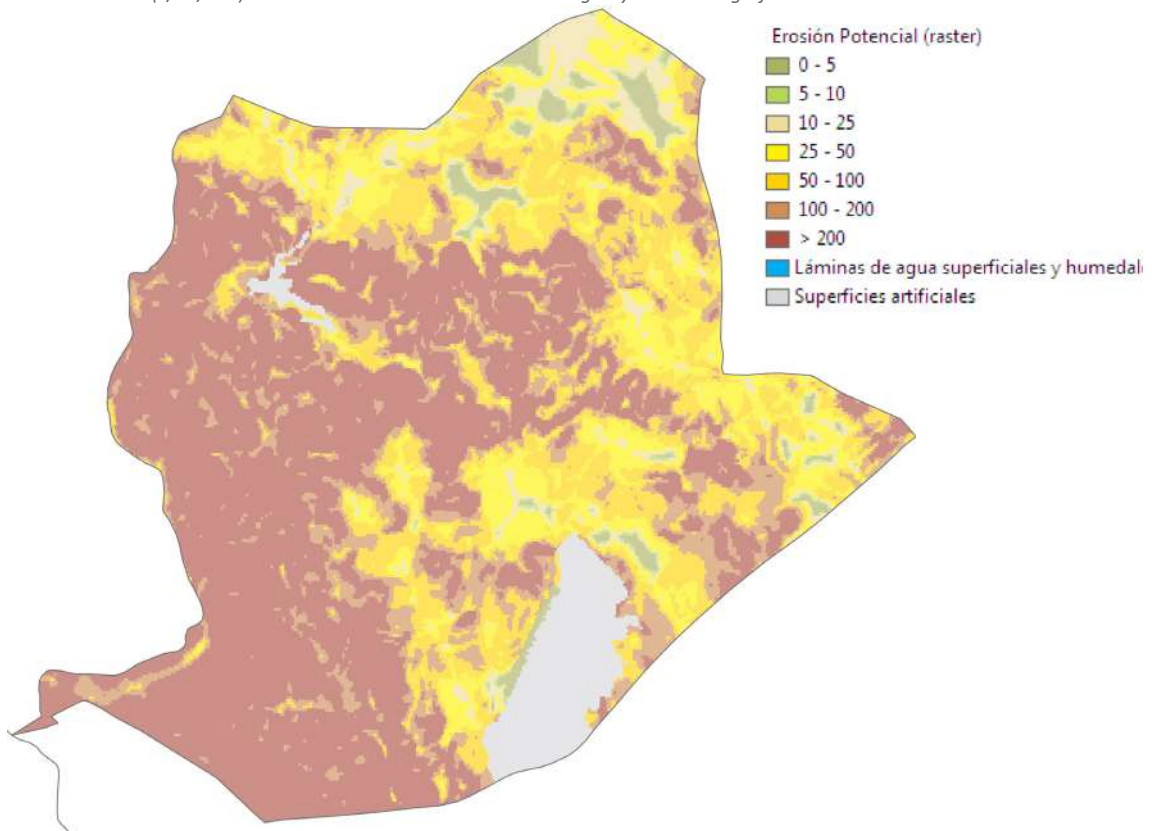 Erosión Potencial (raster)
0 - 5
5 - 10
10 - 25
25 - 50
50 - 100
100 - 200
> 200
Láminas de agua superficiales y humedal
Superficies artificiales